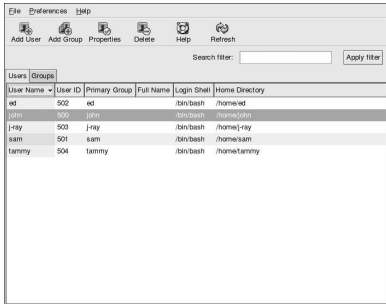 File Preferences Help
Add User Add Group Properties Delete Help Refresh
Search filter: Apply filter
Users Groups
User Name User ID Primary Group Full Name Login Shell Home Directory
ed 502 ed /bin/bash /home/ed
john 500 john /bin/bash /home/john
j-ray 503 j-ray /bin/bash /home/j-ray
sam 501 sam /bin/bash /home/sam
tammy 504 tammy /bin/bash /home/tammy